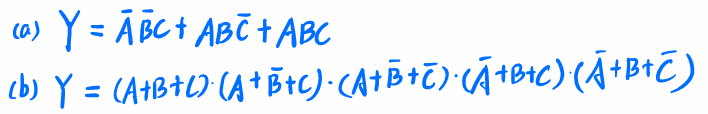 (a) Y = ĀB̄C + ABC̄ + ABC
(b) Y = (A+B+C)·(A+B̄+C)·(A+B̄+C̄)·(Ā+B+C)·(Ā+B+C̄)